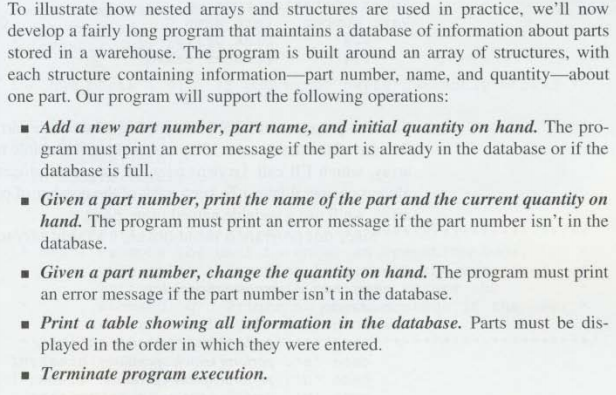 To illustrate how nested arrays and structures are used in practice, we'll now
develop a fairly long program that maintains a database of information about parts
stored in a warehouse. The program is built around an array of structures, with
each structure containing information—part number, name, and quantity—about
one part. Our program will support the following operations:
■ Add a new part number, part name, and initial quantity on hand. The pro-
gram must print an error message if the part is already in the database or if the
database is full.
■ Given a part number, print the name of the part and the current quantity on
hand. The program must print an error message if the part number isn't in the
database.
■ Given a part number, change the quantity on hand. The program must print
an error message if the part number isn't in the database.
■ Print a table showing all information in the database. Parts must be dis-
played in the order in which they were entered.
■ Terminate program execution.